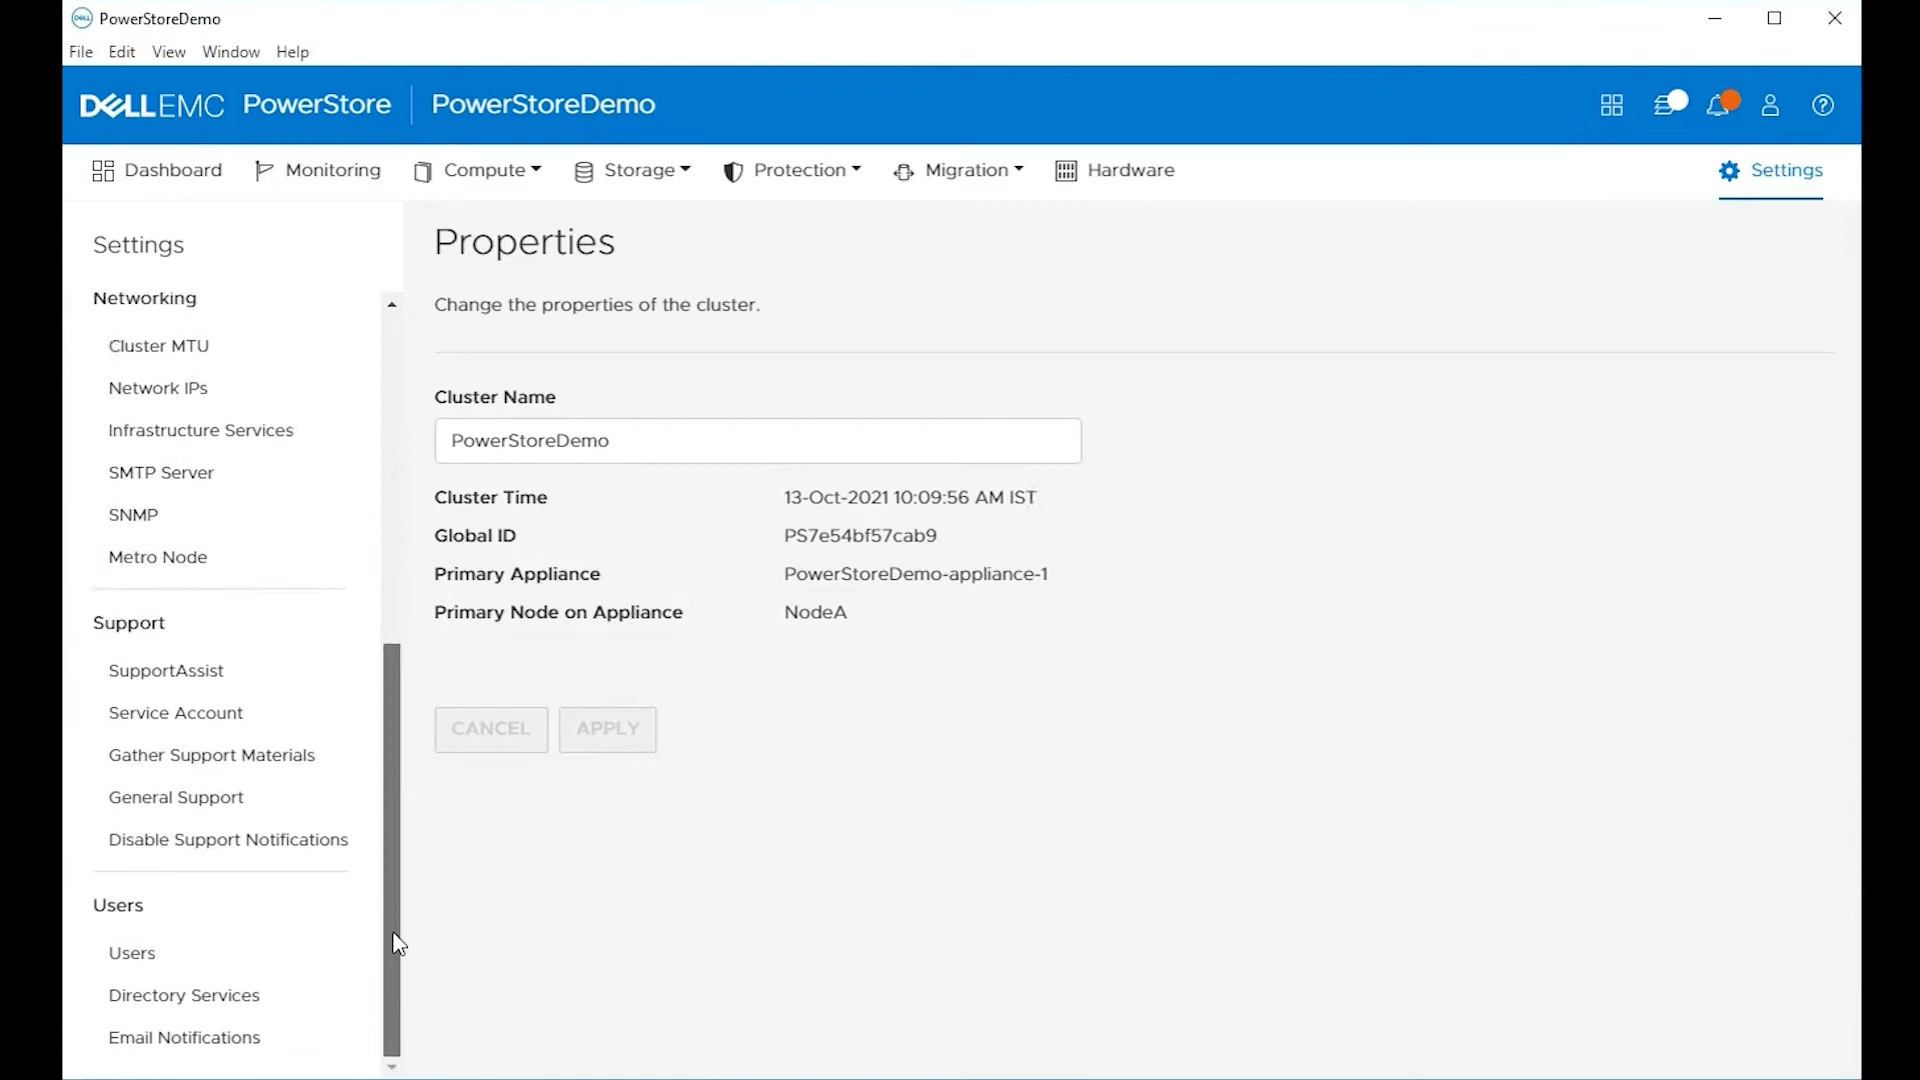 PowerStoreDemo
File Edit View Window Help
DELLEMC PowerStore PowerStoreDemo
Dashboard Monitoring Compute Storage Protection Migration Hardware Settings
Settings
Networking
Cluster MTU
Network IPs
Infrastructure Services
SMTP Server
SNMP
Metro Node
Support
SupportAssist
Service Account
Gather Support Materials
General Support
Disable Support Notifications
Users
Users
Directory Services
Email Notifications
Properties
Change the properties of the cluster.
Cluster Name
PowerStoreDemo
Cluster Time 13-Oct-2021 10:09:56 AM IST
Global ID PS7e54bf57cab9
Primary Appliance PowerStoreDemo-appliance-1
Primary Node on Appliance NodeA
CANCEL APPLY